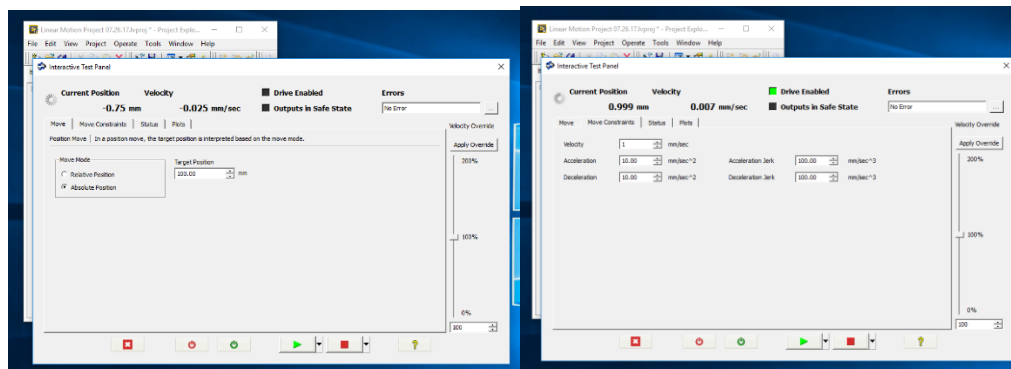 Linear Motion Project 07.26.17.lvproj * - Project Explo...
File Edit View Project Operate Tools Window Help
Interactive Test Panel
Current Position Velocity Drive Enabled Errors
-0.75 mm -0.025 mm/sec Outputs in Safe State No Error ...
Move Move Constraints Status Plots Velocity Override
Position Move In a position move, the target position is interpreted based on the move mode.
Apply Override
Move Mode Target Position 200%
Relative Position 100.00 mm
Absolute Position
100%
0%
100
Linear Motion Project 07.26.17.lvproj * - Project Explo...
File Edit View Project Operate Tools Window Help
Interactive Test Panel
Current Position Velocity Drive Enabled Errors
0.999 mm 0.007 mm/sec Outputs in Safe State No Error ...
Move Move Constraints Status Plots Velocity Override
Velocity 1 mm/sec Apply Override
Acceleration 10.00 mm/sec^2 Acceleration Jerk 100.00 mm/sec^3 200%
Deceleration 10.00 mm/sec^2 Deceleration Jerk 100.00 mm/sec^3
100%
0%
100